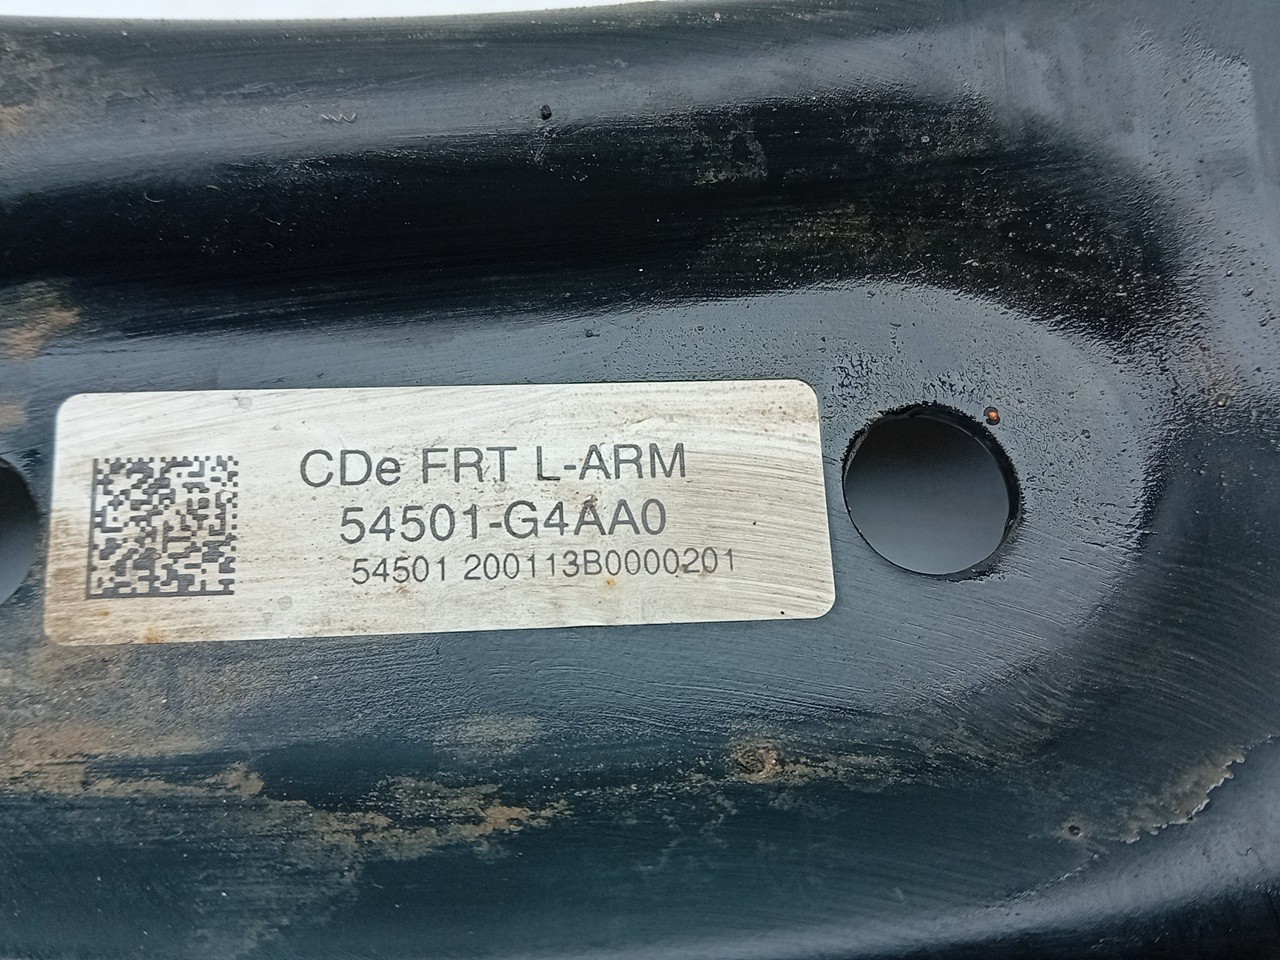 CDe FRT L-ARM
54501-G4AA0
54501 200113B0000201